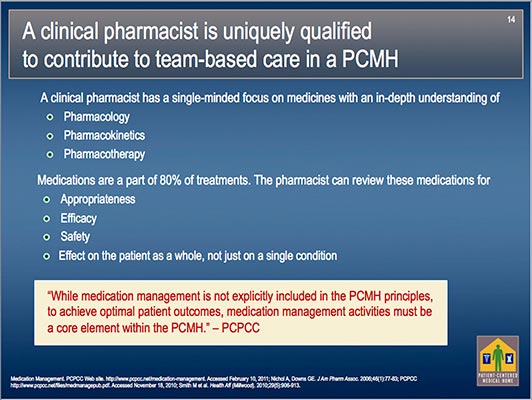 14
A clinical pharmacist is uniquely qualified
to contribute to team-based care in a PCMH
A clinical pharmacist has a single-minded focus on medicines with an in-depth understanding of
Pharmacology
Pharmacokinetics
Pharmacotherapy
Medications are a part of 80% of treatments. The pharmacist can review these medications for
Appropriateness
Efficacy
Safety
Effect on the patient as a whole, not just on a single condition
“While medication management is not explicitly included in the PCMH principles,
to achieve optimal patient outcomes, medication management activities must be
a core element within the PCMH.” – PCPCC
PATIENT-CENTERED
MEDICAL HOME
Medication Management. PCPCC Web site. http://www.pcpcc.net/medication-management. Accessed February 10, 2011; Nichol A, Downs GE. J Am Pharm Assoc. 2006;46(1):77-83; PCPCC
http://www.pcpcc.net/files/medmanagepub.pdf. Accessed November 18, 2010; Smith M et al. Health Aff (Millwood). 2010;29(5):906-913.